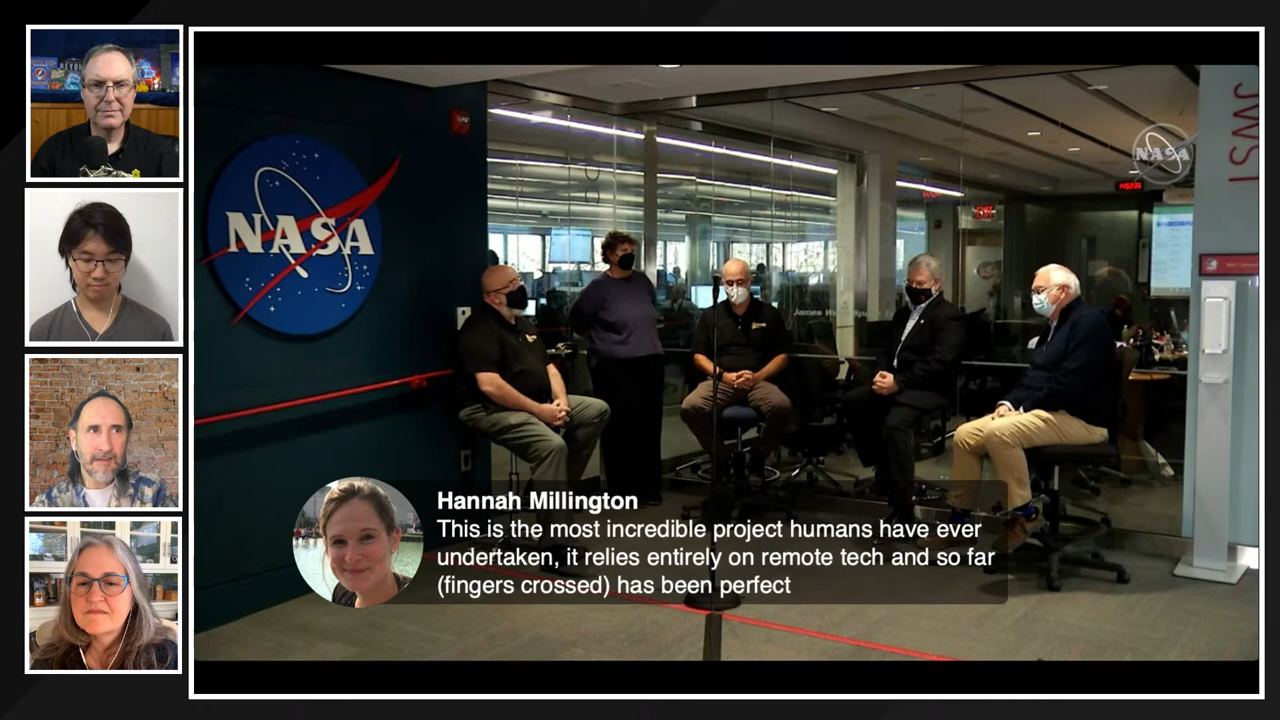 NASA
NASA
JWST
James W
Hannah Millington
This is the most incredible project humans have ever
undertaken, it relies entirely on remote tech and so far
(fingers crossed) has been perfect